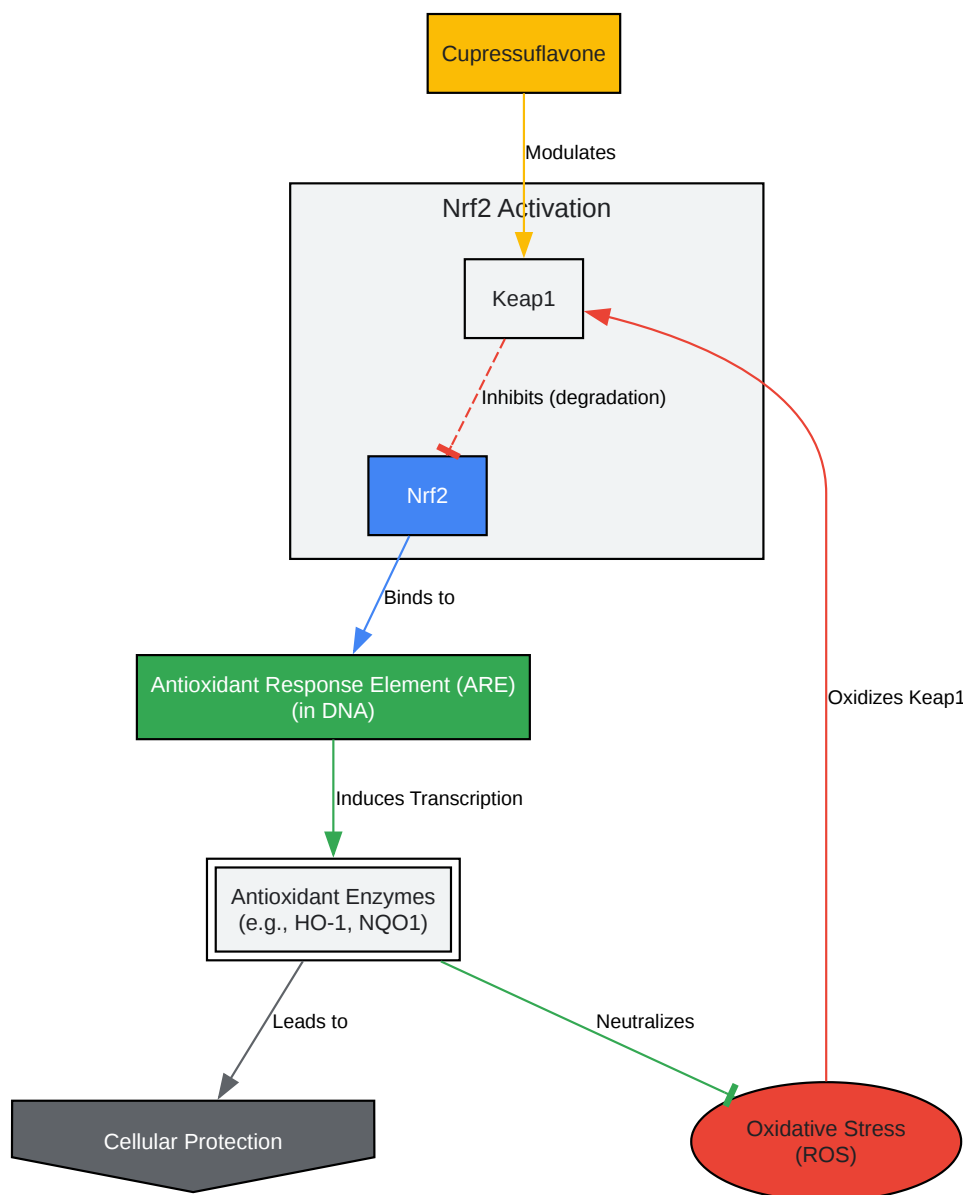 Cupressuflavone
Modulates
Nrf2 Activation
Keap1
Inhibits (degradation)
Nrf2
Binds to
Antioxidant Response Element (ARE)
(in DNA)
Oxidizes Keap1
Induces Transcription
Antioxidant Enzymes
(e.g., HO-1, NQO1)
Leads to
Neutralizes
Cellular Protection
Oxidative Stress
(ROS)